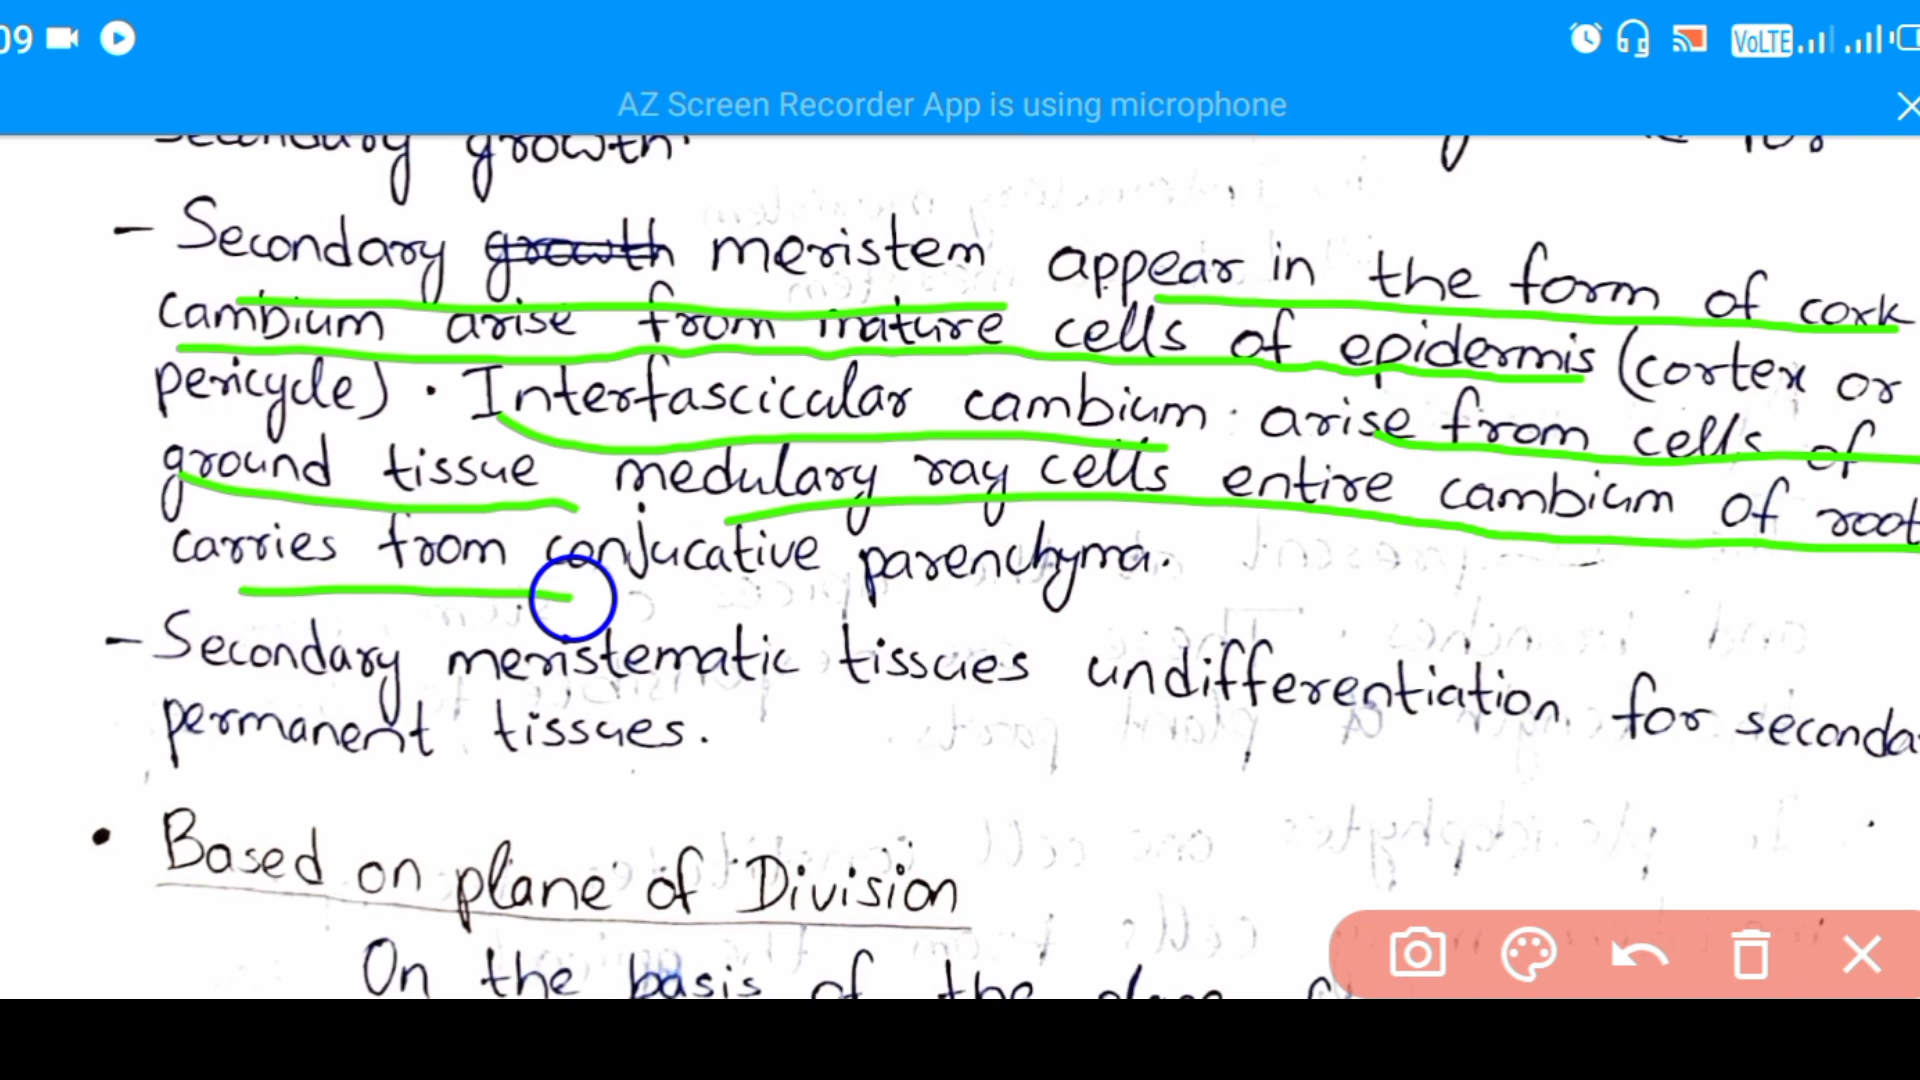 09
VoLTE
AZ Screen Recorder App is using microphone
secondary growth.
- Secondary growth meristem appear in the form of cork
cambium arise from mature cells of epidermis (cortex or
pericycle). Interfascicular cambium arise from cells of
ground tissue medulary ray cells entire cambium of root
carries from conjucative parenchyma.
- Secondary meristematic tissues undifferentiation for seconda
permanent tissues.
• Based on plane of Division
On the basis of the plane of